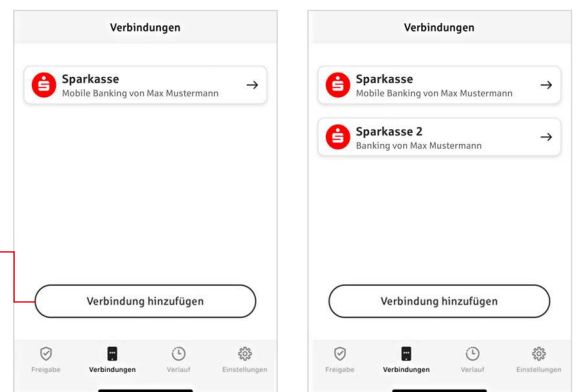 Verbindungen
Sparkasse
Mobile Banking von Max Mustermann
Verbindung hinzufügen
Freigabe
Verbindungen
Verlauf
Einstellungen
Verbindungen
Sparkasse
Mobile Banking von Max Mustermann
Sparkasse 2
Banking von Max Mustermann
Verbindung hinzufügen
Freigabe
Verbindungen
Verlauf
Einstellungen